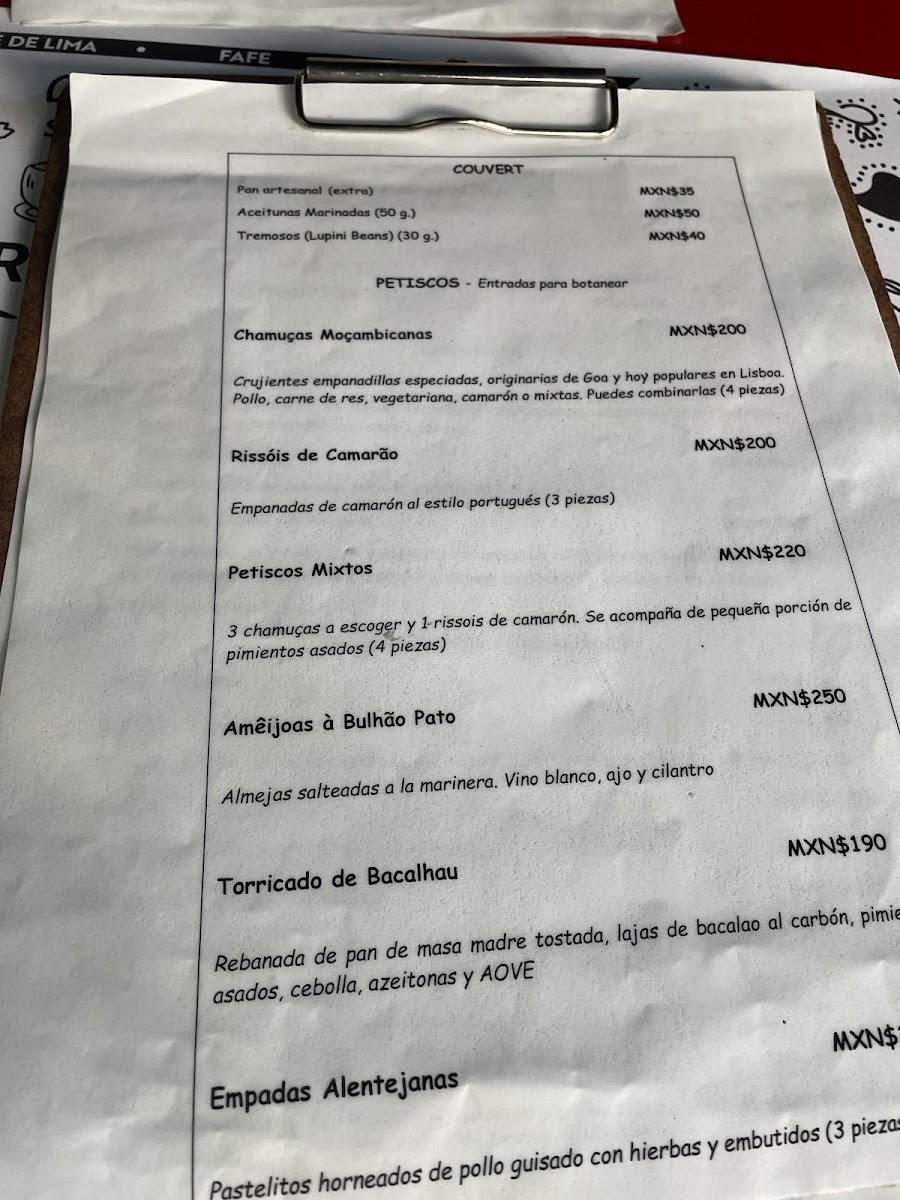 DE LIMA • FAFE
COUVERT
Pan artesanal (extra) MXN$35
Aceitunas Marinadas (50 g.) MXN$50
Tremosos (Lupini Beans) (30 g.) MXN$40
PETISCOS - Entradas para botanear
Chamuças Moçambicanas MXN$200
Crujientes empanadillas especiadas, originarias de Goa y hoy populares en Lisboa.
Pollo, carne de res, vegetariana, camarón o mixtas. Puedes combinarlas (4 piezas)
Rissóis de Camarão MXN$200
Empanadas de camarón al estilo portugués (3 piezas)
Petiscos Mixtos MXN$220
3 chamuças a escoger y 1 rissois de camarón. Se acompaña de pequeña porción de
pimientos asados (4 piezas)
Amêijoas à Bulhão Pato MXN$250
Almejas salteadas a la marinera. Vino blanco, ajo y cilantro
Torricado de Bacalhau MXN$190
Rebanada de pan de masa madre tostada, lajas de bacalao al carbón, pimie
asados, cebolla, azeitonas y AOVE
Empadas Alentejanas MXN$
Pastelitos horneados de pollo guisado con hierbas y embutidos (3 piezas